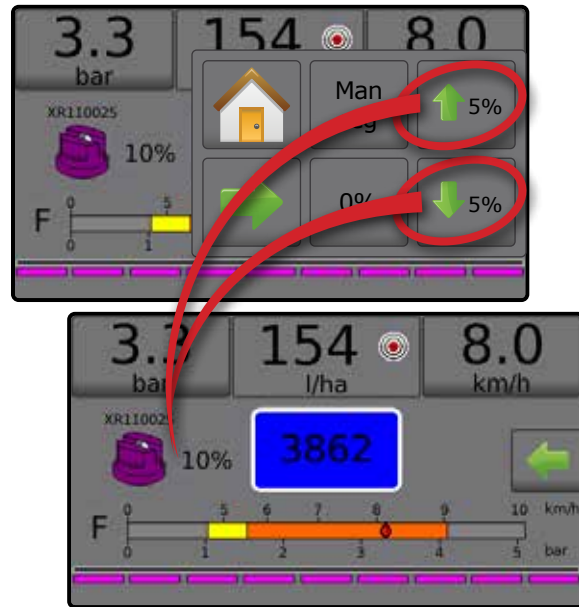 3.3 154 8.0
bar
Man
5%
XR110025
10%
0% 5%
0 5
F
0 1
3.3 154 8.0
bar l/ha km/h
XR11002
10% 3862
0 5 6 7 8 9 10 km/h
F
0 1 2 3 4 5 bar